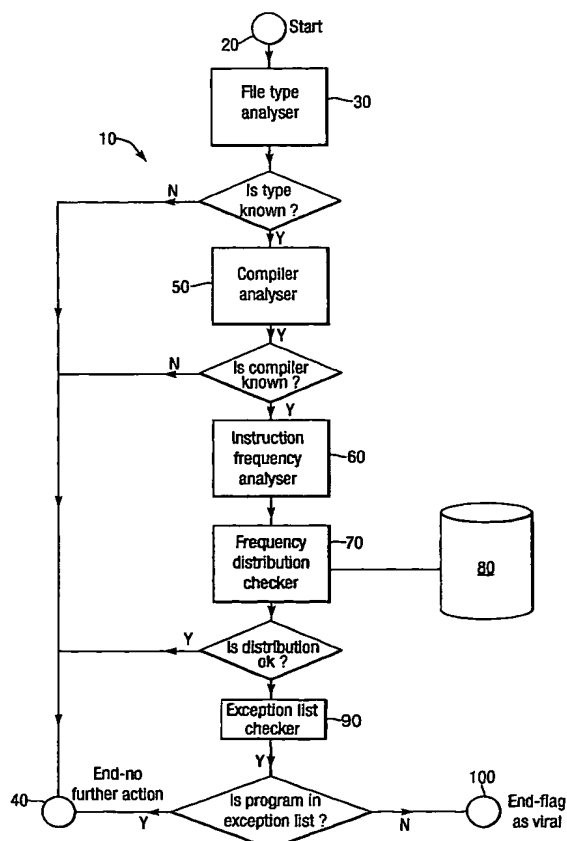 Start
20
File type
analyser
30
10
N
Is type
known ?
Y
Compiler
analyser
50
Y
N
Is compiler
known ?
Y
Instruction
frequency
analyser
60
70
Frequency
distribution
checker
80
Y
Is distribution
ok ?
Exception list
checker
90
Y
End-no
further action
40
Y
Is program in
exception list ?
N
100
End-flag
as viral